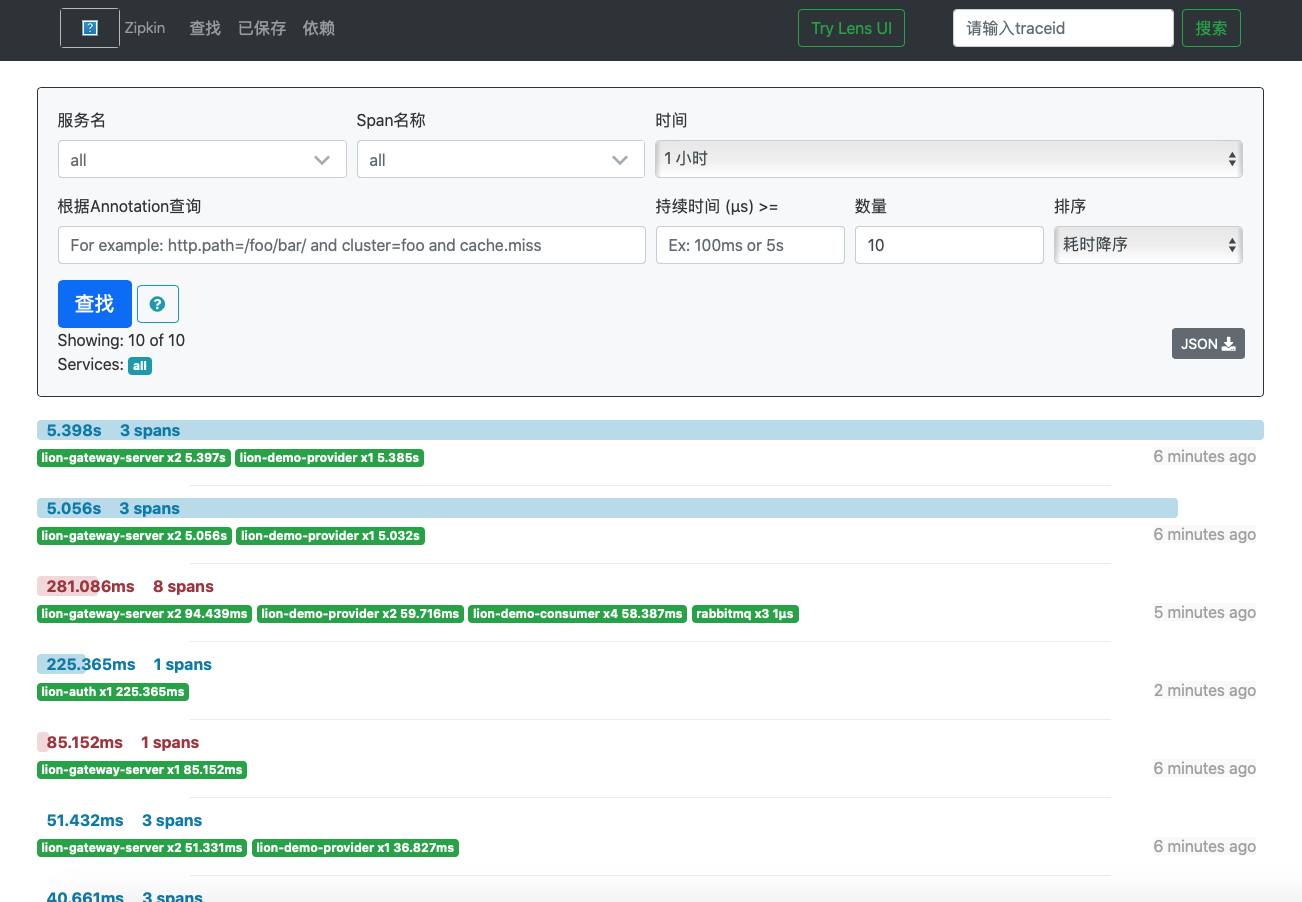 Zipkin 查找 已保存 依赖 Try Lens UI 请输入traceid 搜索
服务名 Span名称 时间
all all 1 小时
根据Annotation查询 持续时间 (μs) >= 数量 排序
For example: http.path=/foo/bar/ and cluster=foo and cache.miss Ex: 100ms or 5s 10 耗时降序
查找
Showing: 10 of 10
JSON
Services: all
5.398s 3 spans
lion-gateway-server x2 5.397s lion-demo-provider x1 5.385s 6 minutes ago
5.056s 3 spans
lion-gateway-server x2 5.056s lion-demo-provider x1 5.032s 6 minutes ago
281.086ms 8 spans
lion-gateway-server x2 94.439ms lion-demo-provider x2 59.716ms lion-demo-consumer x4 58.387ms rabbitmq x3 1μs 5 minutes ago
225.365ms 1 spans
lion-auth x1 225.365ms 2 minutes ago
85.152ms 1 spans
lion-gateway-server x1 85.152ms 6 minutes ago
51.432ms 3 spans
lion-gateway-server x2 51.331ms lion-demo-provider x1 36.827ms 6 minutes ago
40.661ms 3 spans